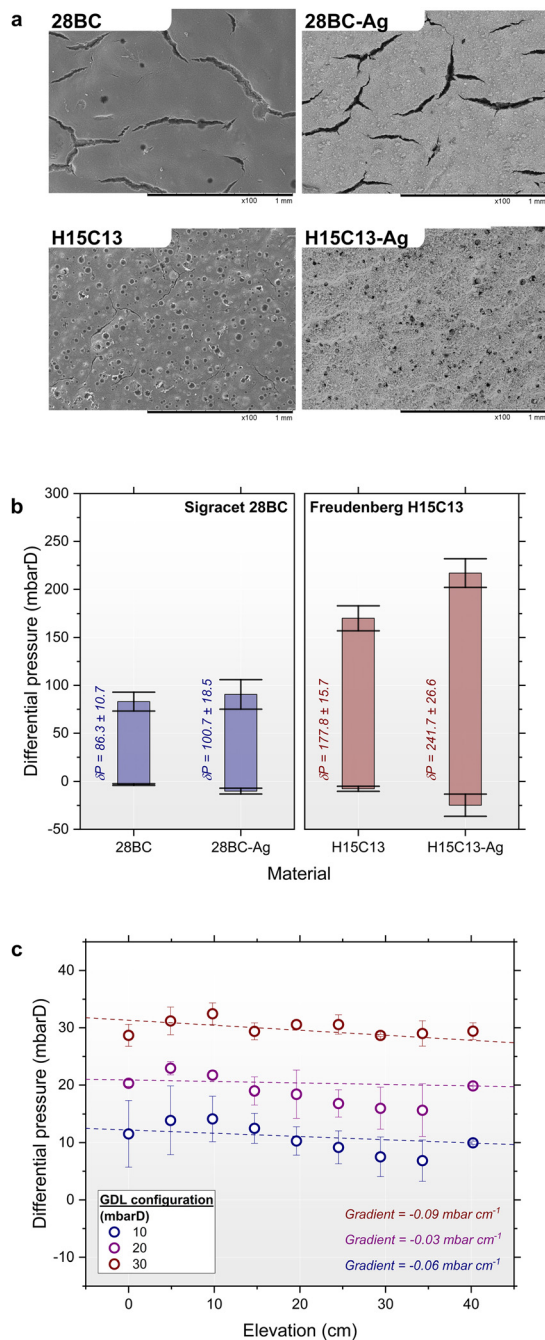 a
28BC
28BC-Ag
x100 1 mm
x100 1 mm
H15C13
H15C13-Ag
x100 1 mm
x100 1 mm
b
Differential pressure (mbarD)
300
250
200
150
100
50
0
-50
Sigracet 28BC
Freudenberg H15C13
δP = 86.3 ± 10.7
δP = 100.7 ± 18.5
δP = 177.8 ± 15.7
δP = 241.7 ± 26.6
28BC
28BC-Ag
H15C13
H15C13-Ag
Material
c
Differential pressure (mbarD)
40
30
20
10
0
-10
GDL configuration
(mbarD)
10
20
30
Gradient = -0.09 mbar cm⁻¹
Gradient = -0.03 mbar cm⁻¹
Gradient = -0.06 mbar cm⁻¹
0
10
20
30
40
Elevation (cm)